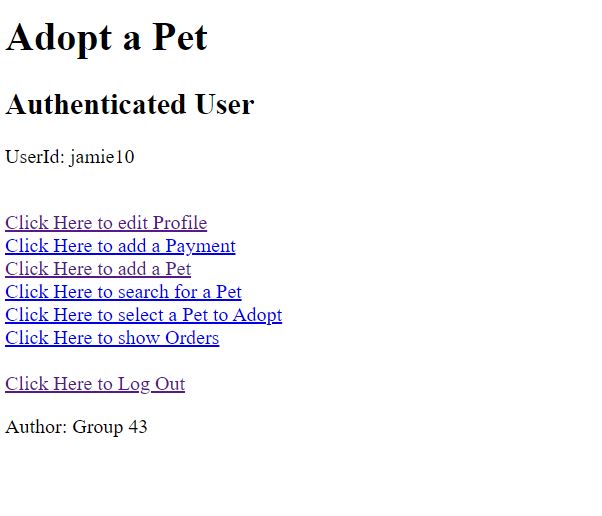 Adopt a Pet
Authenticated User
UserId: jamie10
Click Here to edit Profile
Click Here to add a Payment
Click Here to add a Pet
Click Here to search for a Pet
Click Here to select a Pet to Adopt
Click Here to show Orders
Click Here to Log Out
Author: Group 43